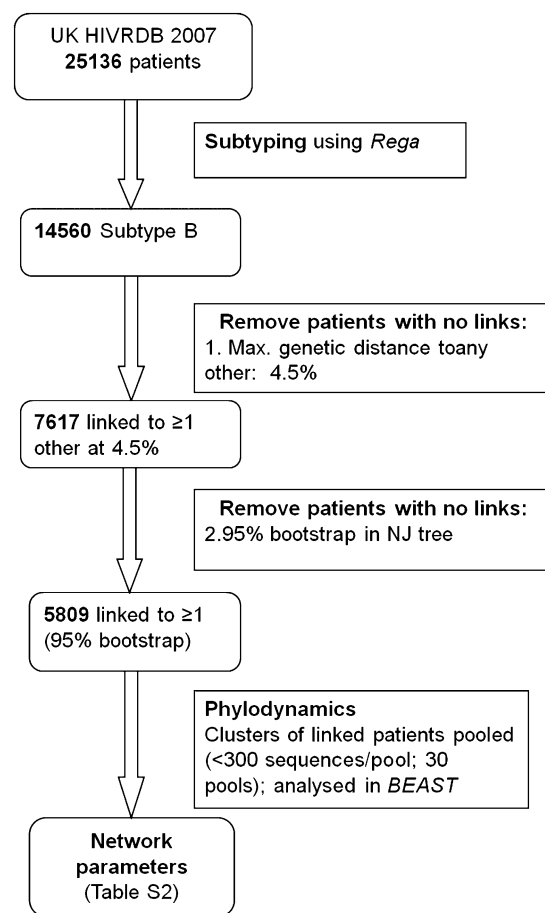 UK HIVRDB 2007
25136 patients
Subtyping using Rega
14560 Subtype B
Remove patients with no links:
1. Max. genetic distance toany
other: 4.5%
7617 linked to ≥1
other at 4.5%
Remove patients with no links:
2.95% bootstrap in NJ tree
5809 linked to ≥1
(95% bootstrap)
Phylodynamics
Clusters of linked patients pooled
(<300 sequences/pool; 30
pools); analysed in BEAST
Network
parameters
(Table S2)